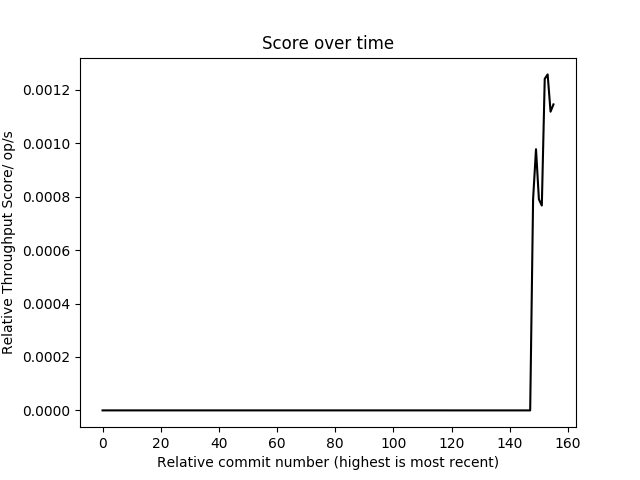 Score over time
Relative Throughput Score/ op/s
0.0012
0.0010
0.0008
0.0006
0.0004
0.0002
0.0000
0 20 40 60 80 100 120 140 160
Relative commit number (highest is most recent)